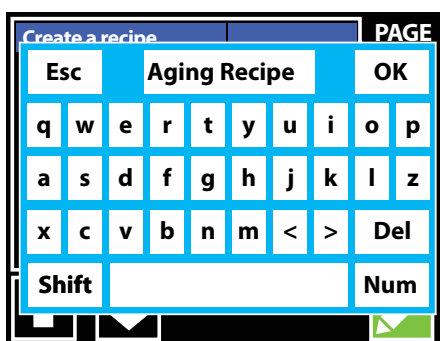 Create a recipe PAGE
Esc Aging Recipe OK
q w e r t y u i o p
a s d f g h j k l z
x c v b n m < > Del
Shift Num